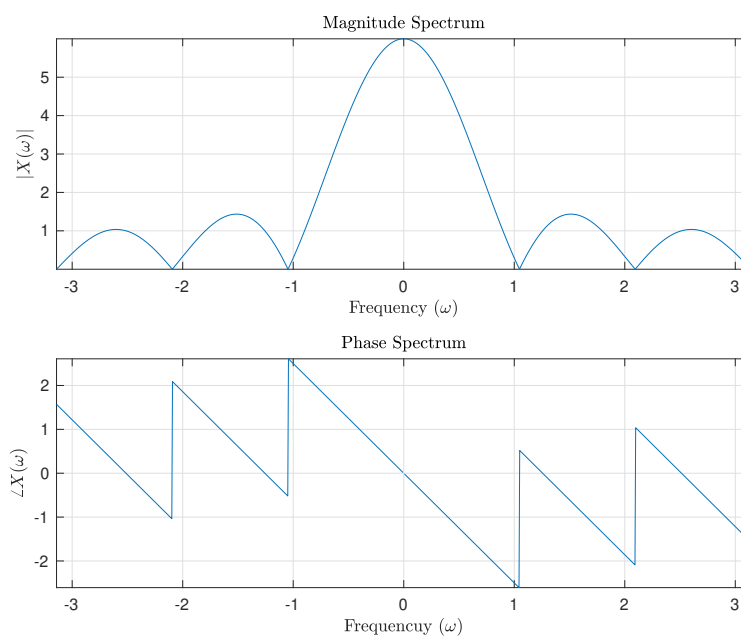 Magnitude Spectrum
|X(ω)|
5
4
3
2
1
-3 -2 -1 0 1 2 3
Frequency (ω)
Phase Spectrum
∠X(ω)
2
1
0
-1
-2
-3 -2 -1 0 1 2 3
Frequencuy (ω)